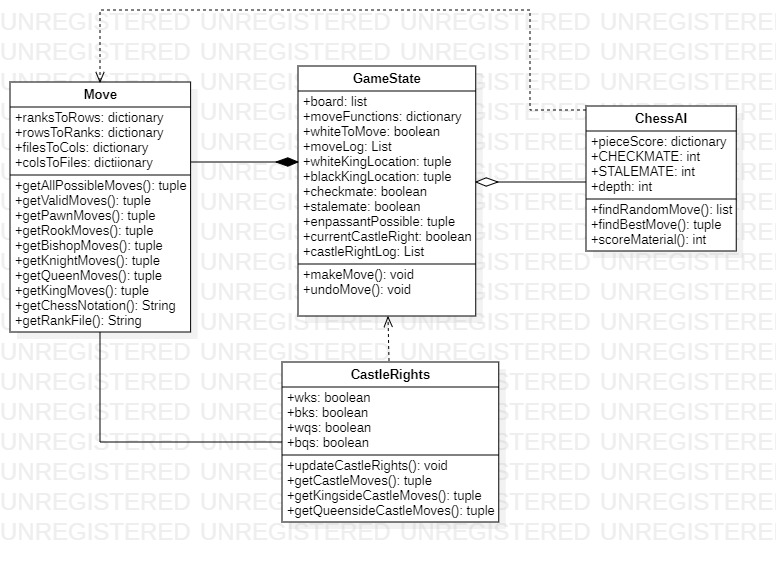 Move
+ranksToRows: dictionary
+rowsToRanks: dictionary
+filesToCols: dictionary
+colsToFiles: dictiionary
+getAllPossibleMoves(): tuple
+getValidMoves(): tuple
+getPawnMoves(): tuple
+getRookMoves(): tuple
+getBishopMoves(): tuple
+getKnightMoves(): tuple
+getQueenMoves(): tuple
+getKingMoves(): tuple
+getChessNotation(): String
+getRankFile(): String
GameState
+board: list
+moveFunctions: dictionary
+whiteToMove: boolean
+moveLog: List
+whiteKingLocation: tuple
+blackKingLocation: tuple
+checkmate: boolean
+stalemate: boolean
+enpassantPossible: tuple
+currentCastleRight: boolean
+castleRightLog: List
+makeMove(): void
+undoMove(): void
ChessAI
+pieceScore: dictionary
+CHECKMATE: int
+STALEMATE: int
+depth: int
+findRandomMove(): list
+findBestMove(): tuple
+scoreMaterial(): int
CastleRights
+wks: boolean
+bks: boolean
+wqs: boolean
+bqs: boolean
+updateCastleRights(): void
+getCastleMoves(): tuple
+getKingsideCastleMoves(): tuple
+getQueensideCastleMoves(): tuple
UNREGISTERED UNREGISTERED UNREGISTERED UNREGISTERED